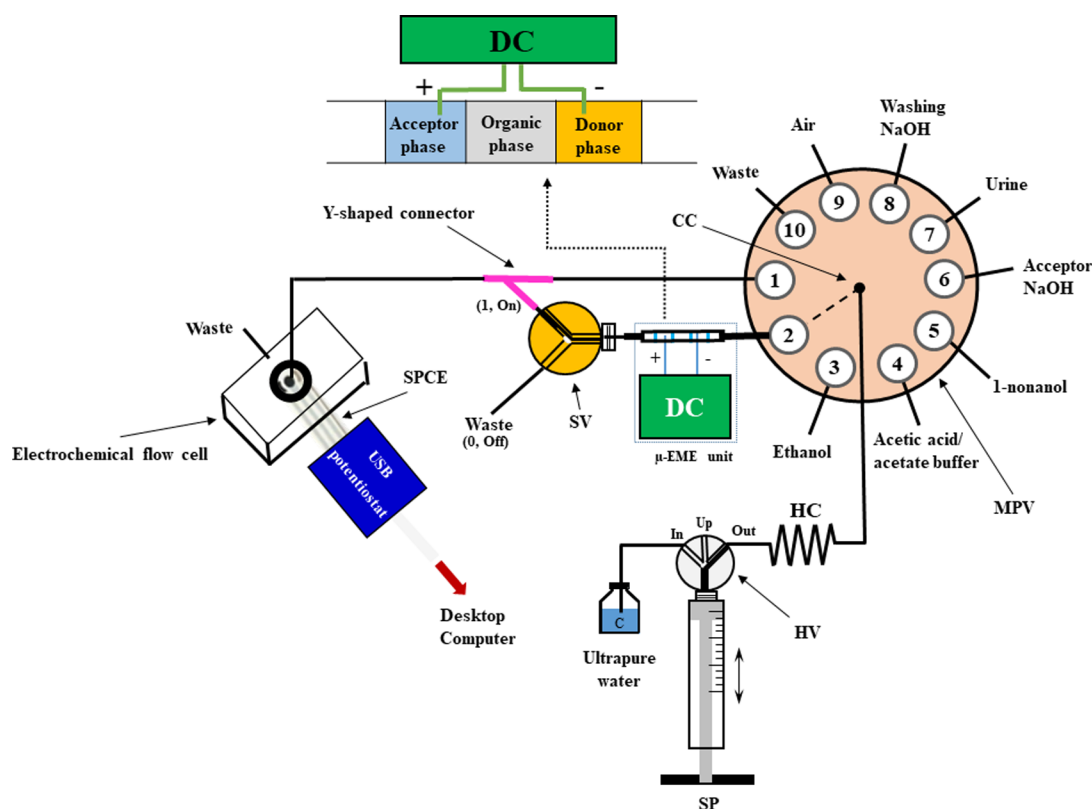 DC
+
-
Acceptor
phase
Organic
phase
Donor
phase
Washing
NaOH
Air
Waste
Urine
Y-shaped connector
CC
9
8
10
7
Acceptor
NaOH
1
6
(1, On)
2
5
Waste
+
-
3
4
1-nonanol
SPCE
DC
Waste
(0, Off)
SV
Electrochemical flow cell
Ethanol
Acetic acid/
acetate buffer
USB
potentiostat
μ-EME unit
MPV
HC
Up
In
Out
C
Desktop
Computer
HV
Ultrapure
water
SP